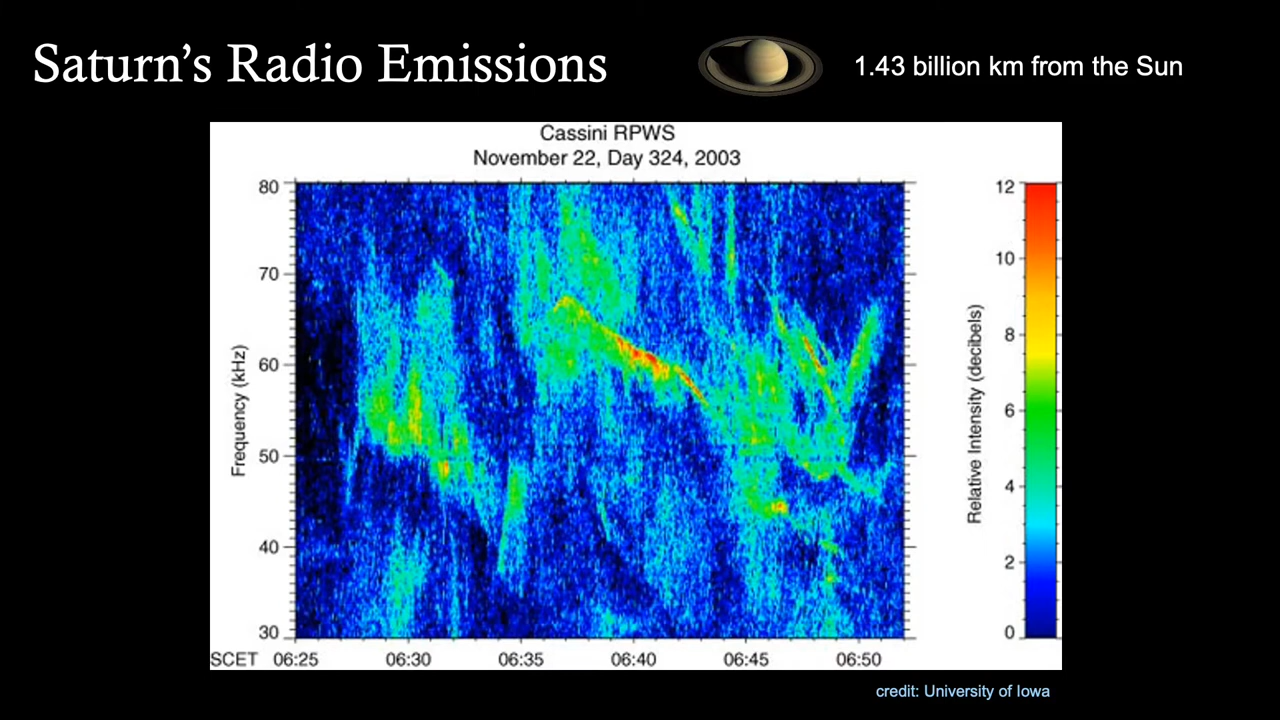 Saturn’s Radio Emissions
1.43 billion km from the Sun
Cassini RPWS
November 22, Day 324, 2003
Frequency (kHz)
80
70
60
50
40
30
SCET 06:25 06:30 06:35 06:40 06:45 06:50
Relative Intensity (decibels)
12
10
8
6
4
2
0
credit: University of Iowa